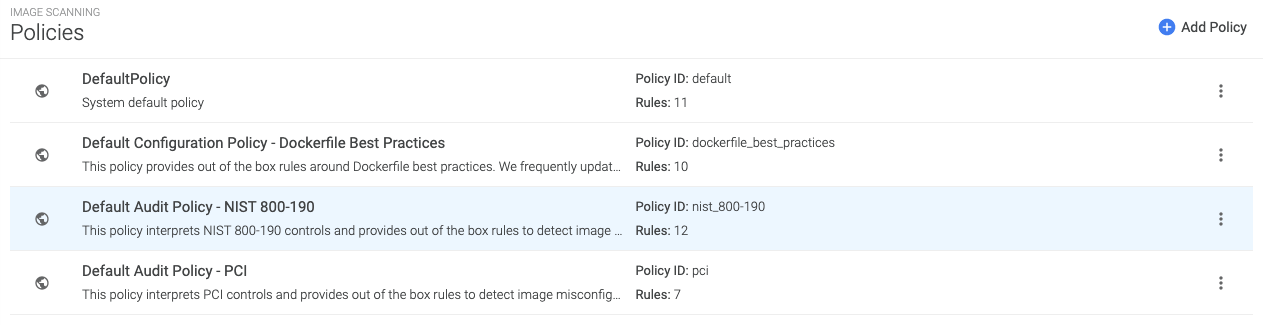 IMAGE SCANNING
Policies
Add Policy
DefaultPolicy
Policy ID: default
System default policy
Rules: 11
Default Configuration Policy - Dockerfile Best Practices
Policy ID: dockerfile_best_practices
This policy provides out of the box rules around Dockerfile best practices. We frequently updat...
Rules: 10
Default Audit Policy - NIST 800-190
Policy ID: nist_800-190
This policy interprets NIST 800-190 controls and provides out of the box rules to detect image ...
Rules: 12
Default Audit Policy - PCI
Policy ID: pci
This policy interprets PCI controls and provides out of the box rules to detect image misconfig...
Rules: 7